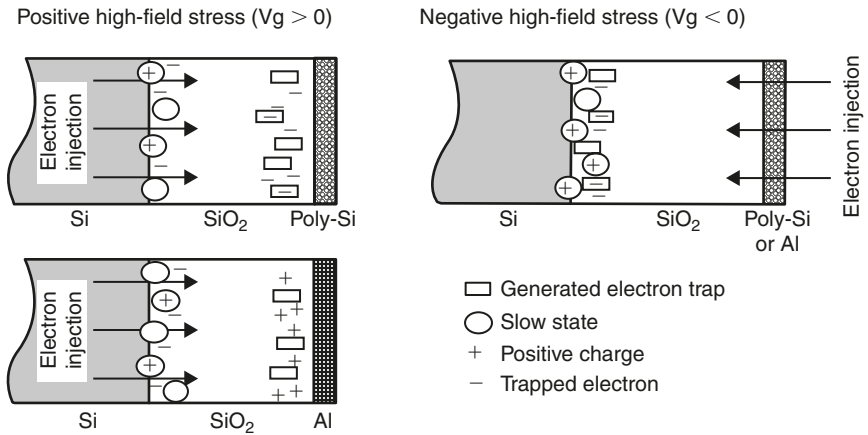 Positive high-field stress (Vg > 0)
Electron
injection
Si
SiO₂
Poly-Si
Negative high-field stress (Vg < 0)
Electron injection
Si
SiO₂
Poly-Si
or Al
Electron
injection
Si
SiO₂
Al
Generated electron trap
Slow state
+ Positive charge
− Trapped electron